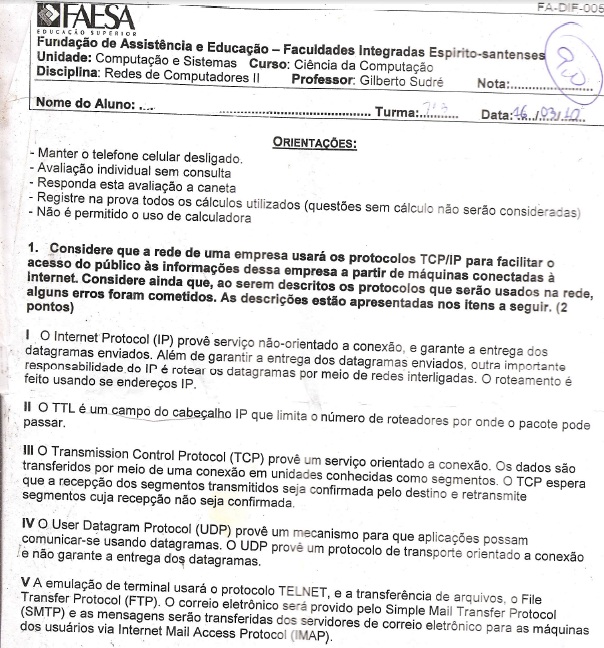 FA-DIF-005
FAESA
EDUCAÇÃO SUPERIOR
Fundação de Assistência e Educação – Faculdades Integradas Espírito-santenses
Unidade: Computação e Sistemas Curso: Ciência da Computação
Disciplina: Redes de Computadores II Professor: Gilberto Sudré Nota:........................
Nome do Aluno: .... .......................................... Turma:........... Data:16../03/10..
ORIENTAÇÕES:
- Manter o telefone celular desligado.
- Avaliação individual sem consulta
- Responda esta avaliação a caneta
- Registre na prova todos os cálculos utilizados (questões sem cálculo não serão consideradas)
- Não é permitido o uso de calculadora
1. Considere que a rede de uma empresa usará os protocolos TCP/IP para facilitar o
acesso do público às informações dessa empresa a partir de máquinas conectadas à
Internet. Considere ainda que, ao serem descritos os protocolos que serão usados na rede,
alguns erros foram cometidos. As descrições estão apresentadas nos itens a seguir. (2
pontos)
I O Internet Protocol (IP) provê serviço não-orientado a conexão, e garante a entrega dos
datagramas enviados. Além de garantir a entrega dos datagramas enviados, outra importante
responsabilidade do IP é rotear os datagramas por meio de redes interligadas. O roteamento é
feito usando se endereços IP.
II O TTL é um campo do cabeçalho IP que limita o número de roteadores por onde o pacote pode
passar.
III O Transmission Control Protocol (TCP) provê um serviço orientado a conexão. Os dados são
transferidos por meio de uma conexão em unidades conhecidas como segmentos. O TCP espera
que a recepção dos segmentos transmitidos seja confirmada pelo destino e retransmite
segmentos cuja recepção não seja confirmada.
IV O User Datagram Protocol (UDP) provê um mecanismo para que aplicações possam
comunicar-se usando datagramas. O UDP provê um protocolo de transporte orientado a conexão
e não garante a entrega dos datagramas.
V A emulação de terminal usará o protocolo TELNET, e a transferência de arquivos, o File
Transfer Protocol (FTP). O correio eletrônico será provido pelo Simple Mail Transfer Protocol
(SMTP) e as mensagens serão transferidas dos servidores de correio eletrônico para as máquinas
dos usuários via Internet Mail Access Protocol (IMAP).